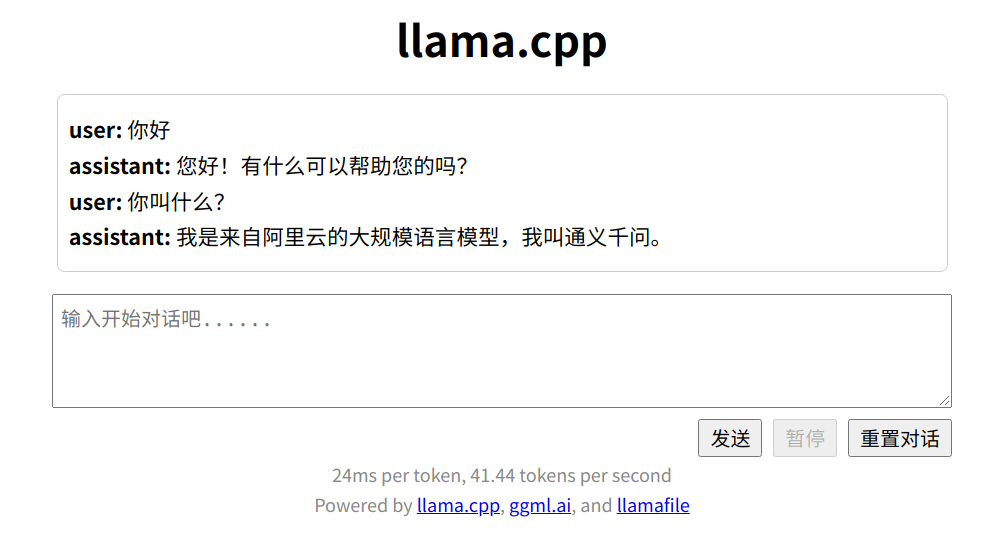 llama.cpp
user: 你好
assistant: 您好！有什么可以帮助您的吗？
user: 你叫什么？
assistant: 我是来自阿里云的大规模语言模型，我叫通义千问。
输入开始对话吧......
发送 暂停 重置对话
24ms per token, 41.44 tokens per second
Powered by llama.cpp, ggml.ai, and llamafile